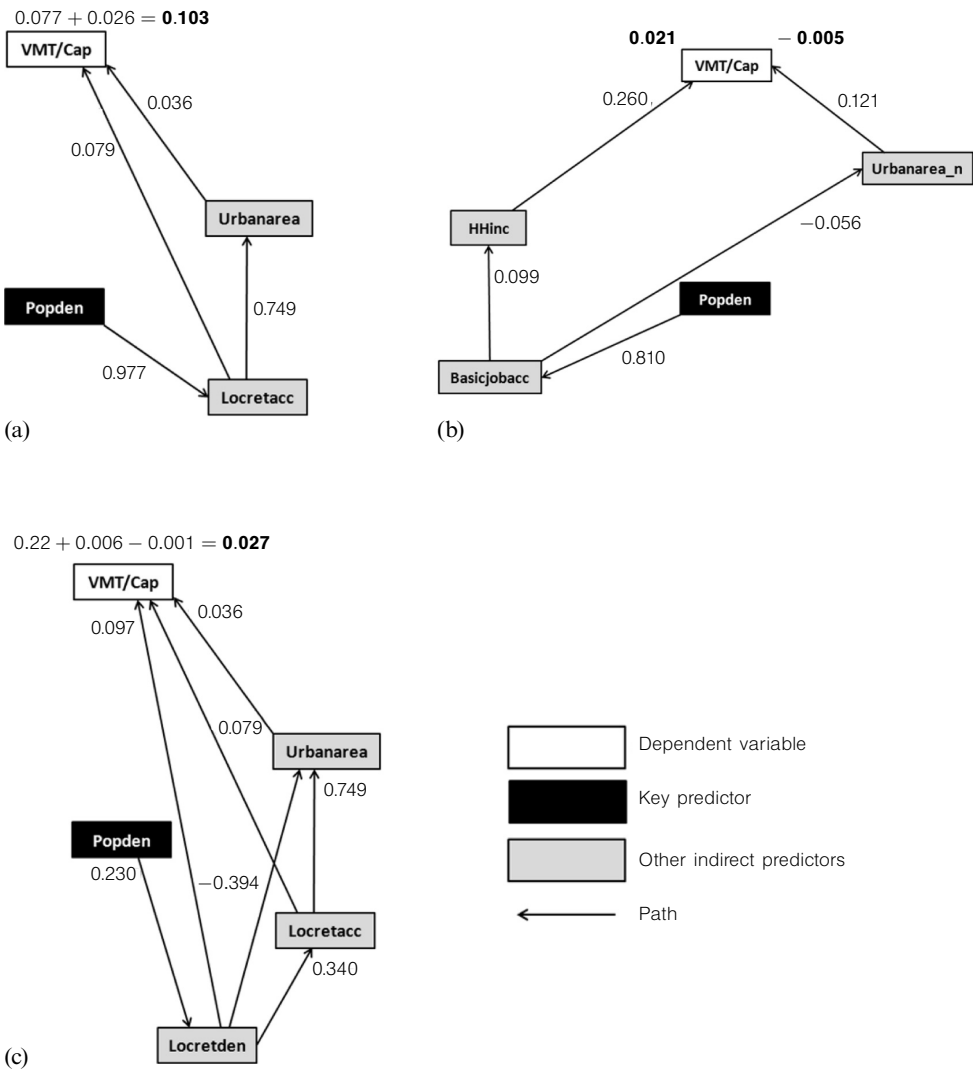 0.077 + 0.026 = 0.103
VMT/Cap
0.036
0.079
Urbanarea
0.749
Popden
0.977
Locretacc
(a)
0.021 − 0.005
VMT/Cap
0.260
0.121
Urbanarea_n
−0.056
HHinc
0.099
Popden
0.810
Basicjobacc
(b)
0.22 + 0.006 − 0.001 = 0.027
VMT/Cap
0.036
0.097
0.079
Urbanarea
0.749
Popden
0.230
−0.394
Locretacc
0.340
Locretden
(c)
Dependent variable
Key predictor
Other indirect predictors
Path